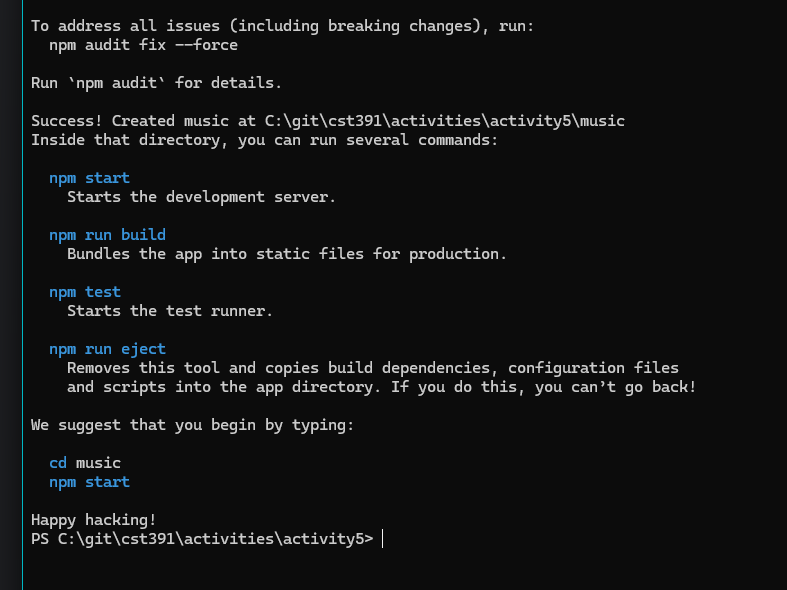 To address all issues (including breaking changes), run:
  npm audit fix --force

Run `npm audit` for details.

Success! Created music at C:\git\cst391\activities\activity5\music
Inside that directory, you can run several commands:

  npm start
    Starts the development server.

  npm run build
    Bundles the app into static files for production.

  npm test
    Starts the test runner.

  npm run eject
    Removes this tool and copies build dependencies, configuration files
    and scripts into the app directory. If you do this, you can’t go back!

We suggest that you begin by typing:

  cd music
  npm start

Happy hacking!
PS C:\git\cst391\activities\activity5>